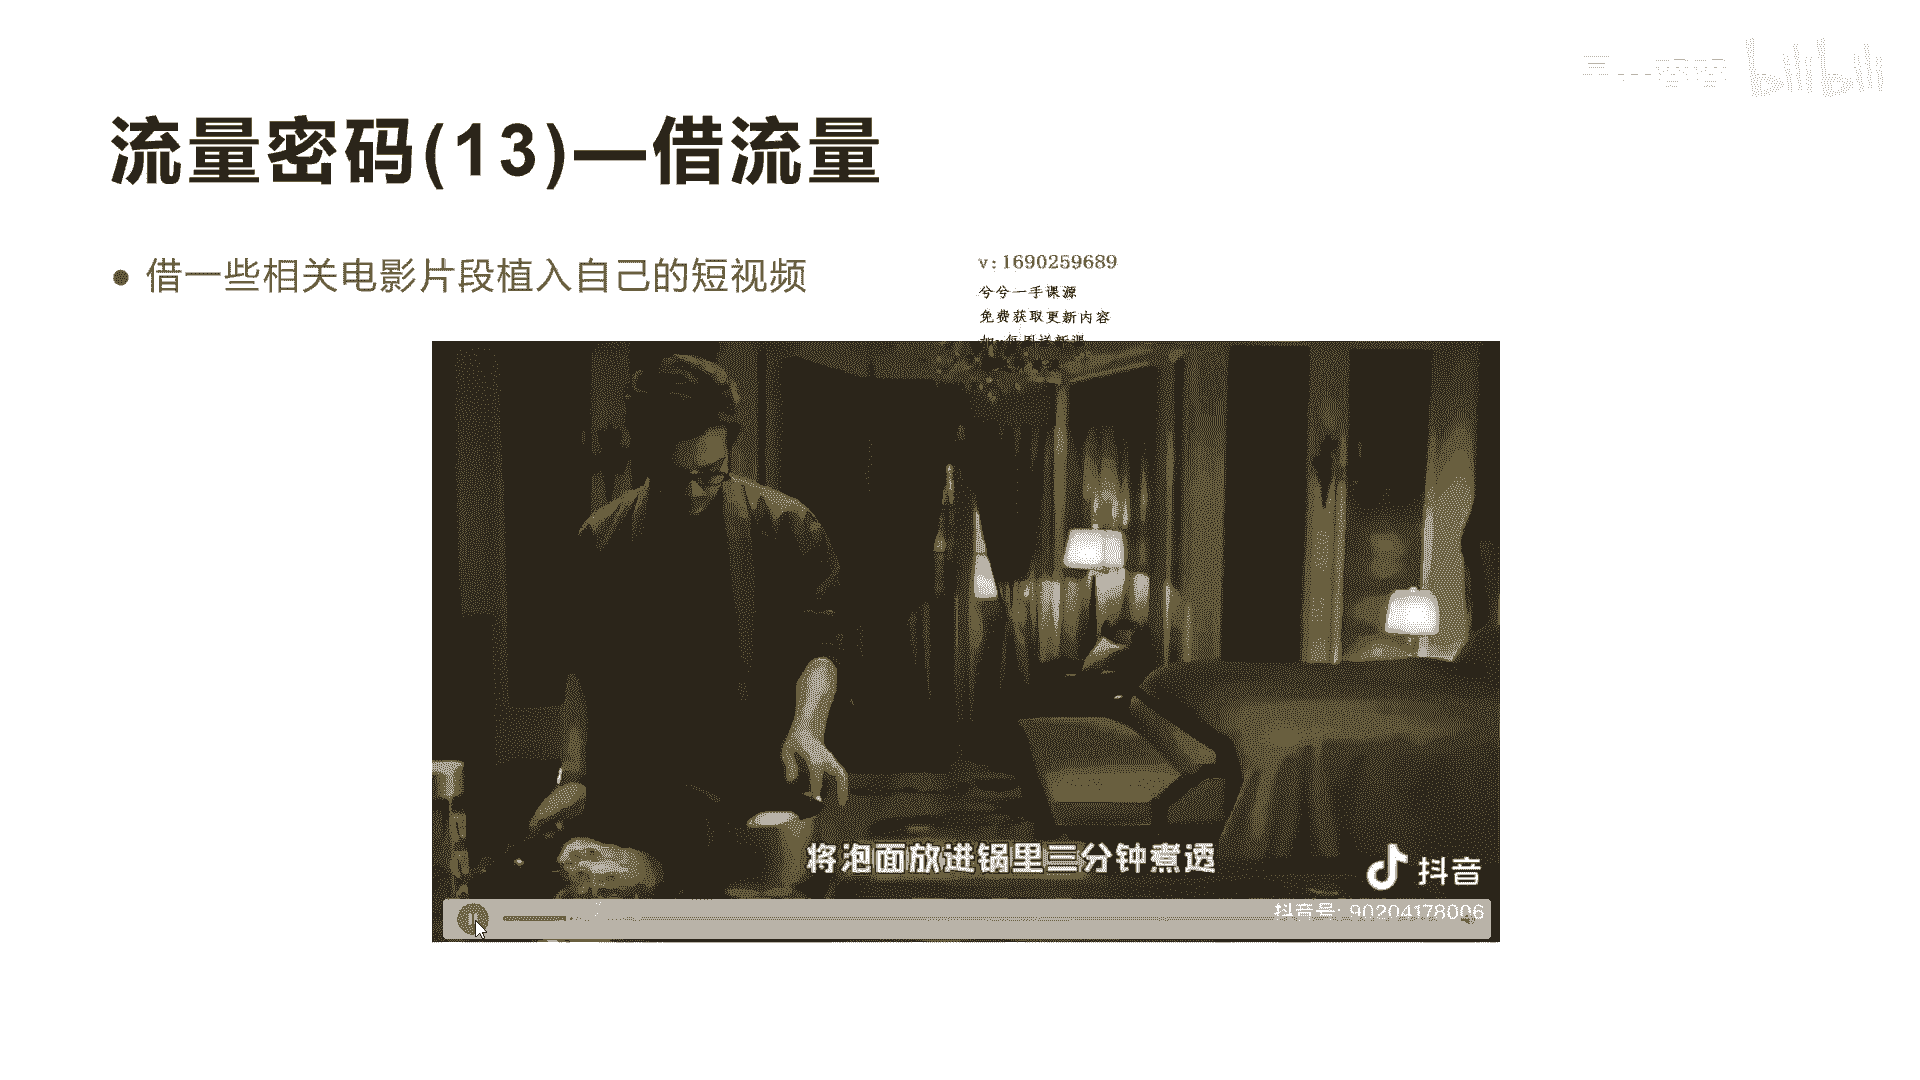 bilibili
流量密码(13)—借流量
借一些相关电影片段植入自己的短视频
v:1690259689
兮兮一手课源
免费获取更新内容
将泡面放进锅里三分钟煮透
抖音
抖音号: 90204178006